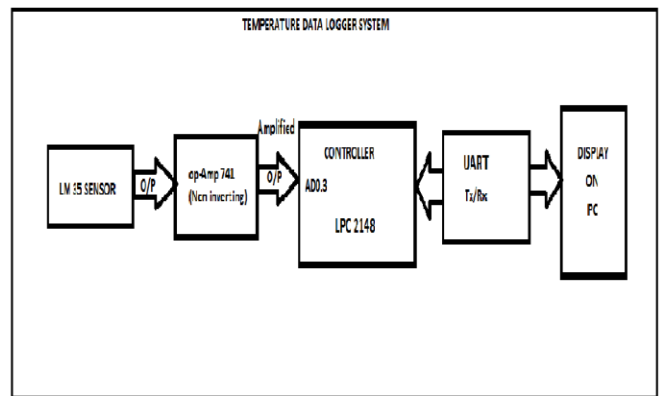 TEMPERATURE DATA LOGGER SYSTEM
LM 35 SENSOR
O/P
op-Amp 741
(Non inverting)
Amplified
O/P
CONTROLLER
AD0.3
LPC 2148
UART
Tx/Rx
DISPLAY
ON
PC